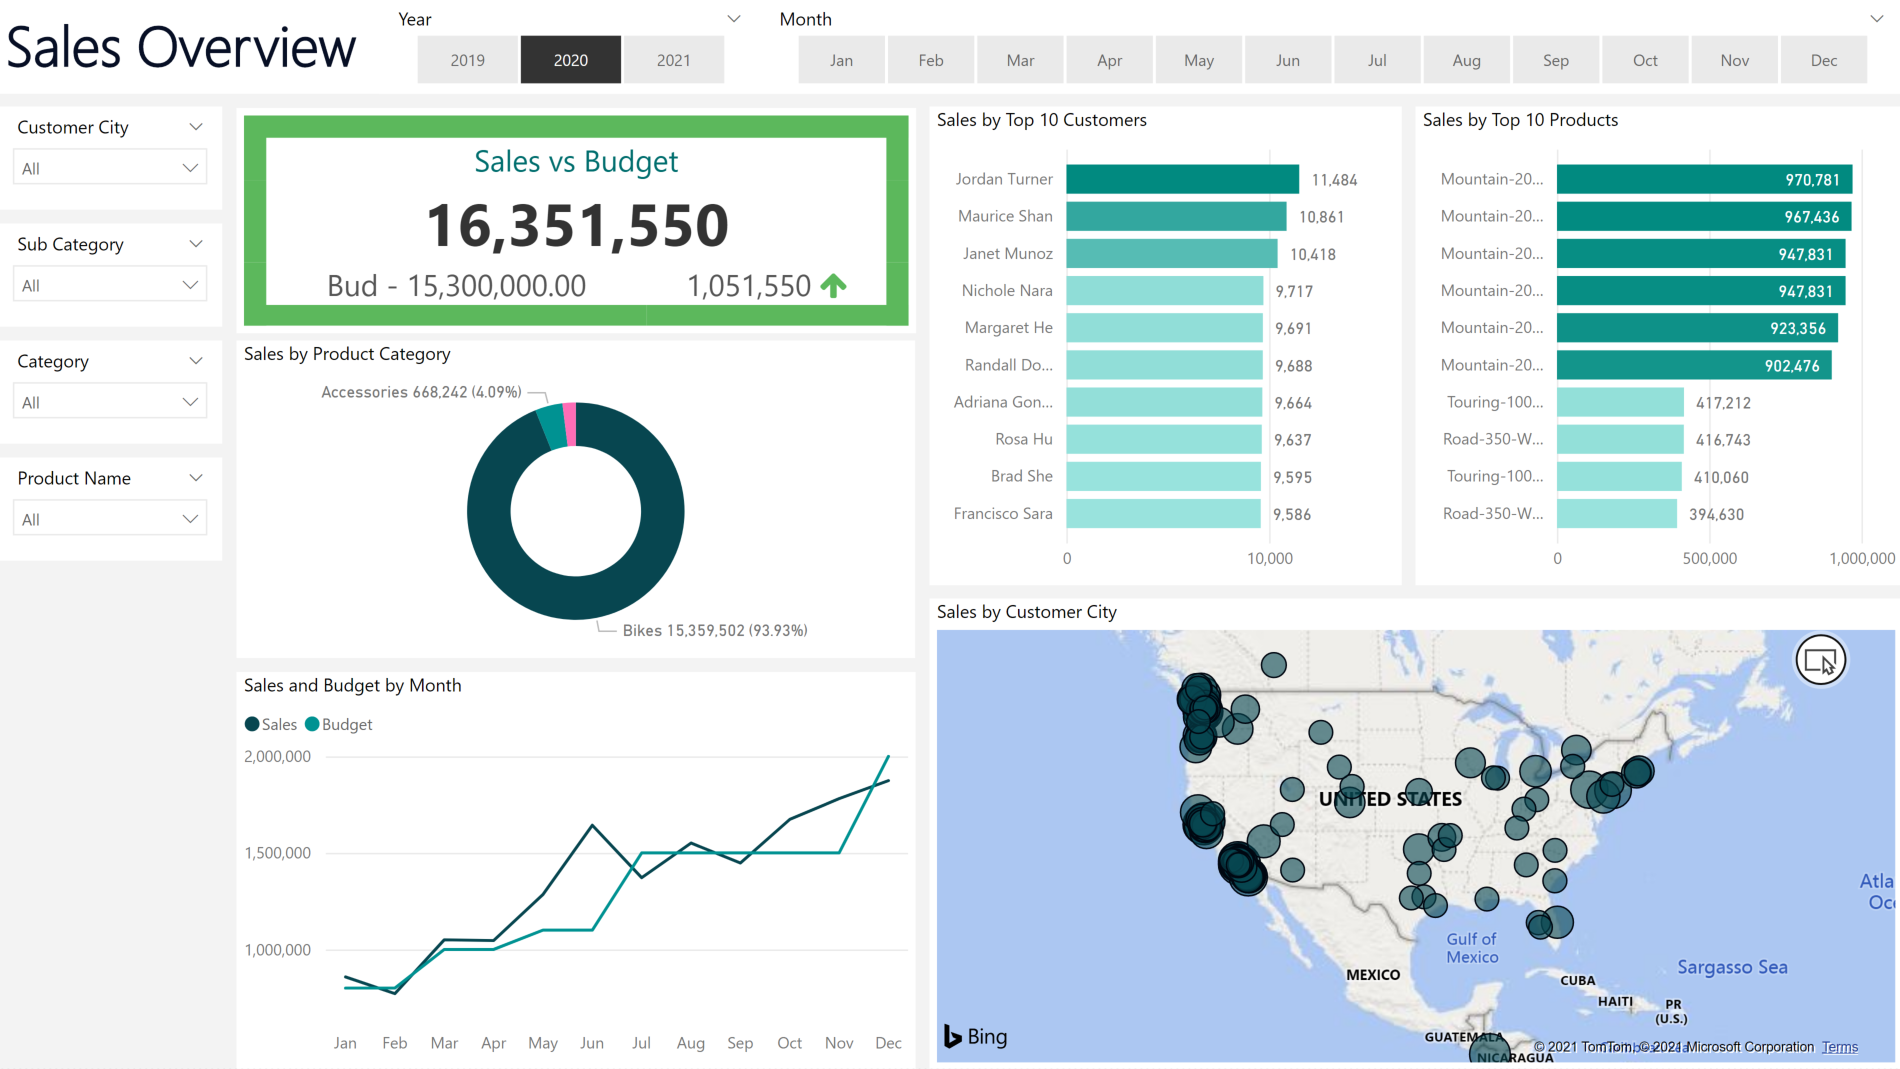 Sales Overview
Year
2019 2020 2021
Month
Jan Feb Mar Apr May Jun Jul Aug Sep Oct Nov Dec
Customer City
All
Sub Category
All
Category
All
Product Name
All
Sales vs Budget
16,351,550
Bud - 15,300,000.00 1,051,550
Sales by Product Category
Accessories 668,242 (4.09%)
Bikes 15,359,502 (93.93%)
Sales and Budget by Month
Sales Budget
2,000,000
1,500,000
1,000,000
Jan Feb Mar Apr May Jun Jul Aug Sep Oct Nov Dec
Sales by Top 10 Customers
Jordan Turner 11,484
Maurice Shan 10,861
Janet Munoz 10,418
Nichole Nara 9,717
Margaret He 9,691
Randall Do... 9,688
Adriana Gon... 9,664
Rosa Hu 9,637
Brad She 9,595
Francisco Sara 9,586
0 10,000
Sales by Top 10 Products
Mountain-20... 970,781
Mountain-20... 967,436
Mountain-20... 947,831
Mountain-20... 947,831
Mountain-20... 923,356
Mountain-20... 902,476
Touring-100... 417,212
Road-350-W... 416,743
Touring-100... 410,060
Road-350-W... 394,630
0 500,000 1,000,000
Sales by Customer City
UNITED STATES
Atla
Oc
Gulf of
Mexico
Sargasso Sea
MEXICO
CUBA
HAITI
PR
(U.S.)
GUATEMALA
NICARAGUA
Bing
© 2021 TomTom, © 2021 Microsoft Corporation Terms